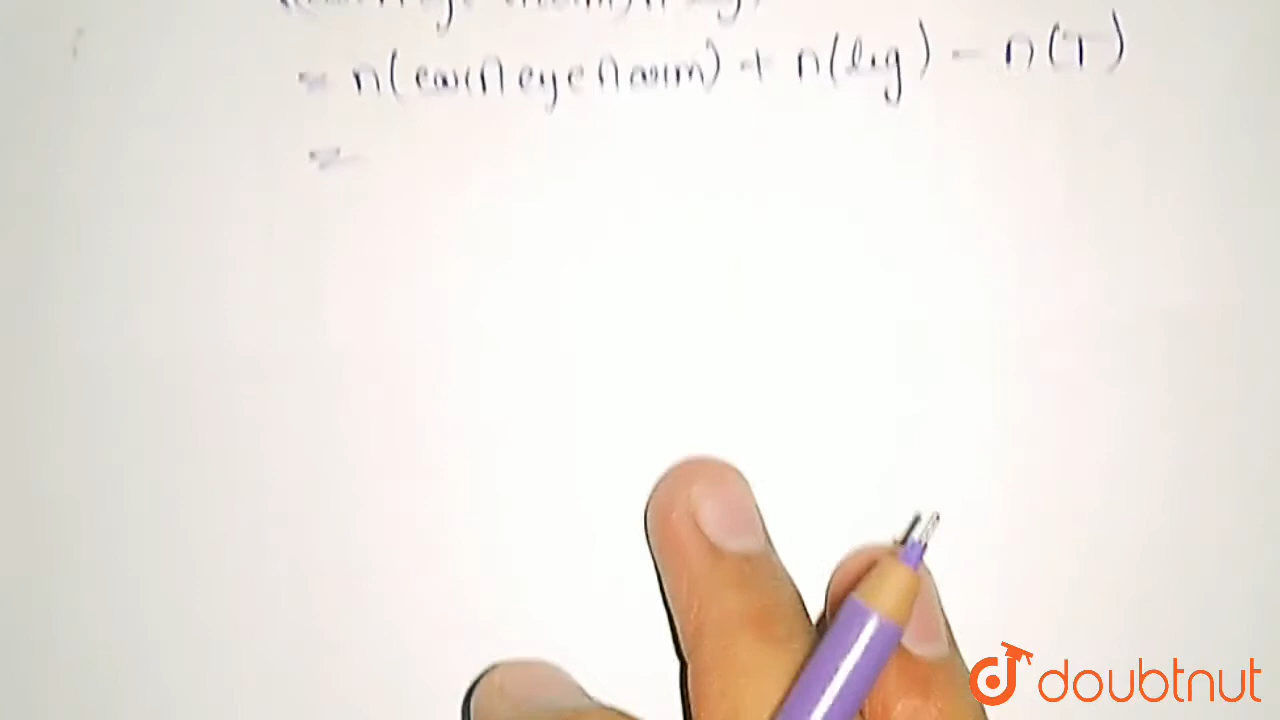 = n(ear ∩ eye ∩ arm) + n(leg) - n(T)
=
doubtnut